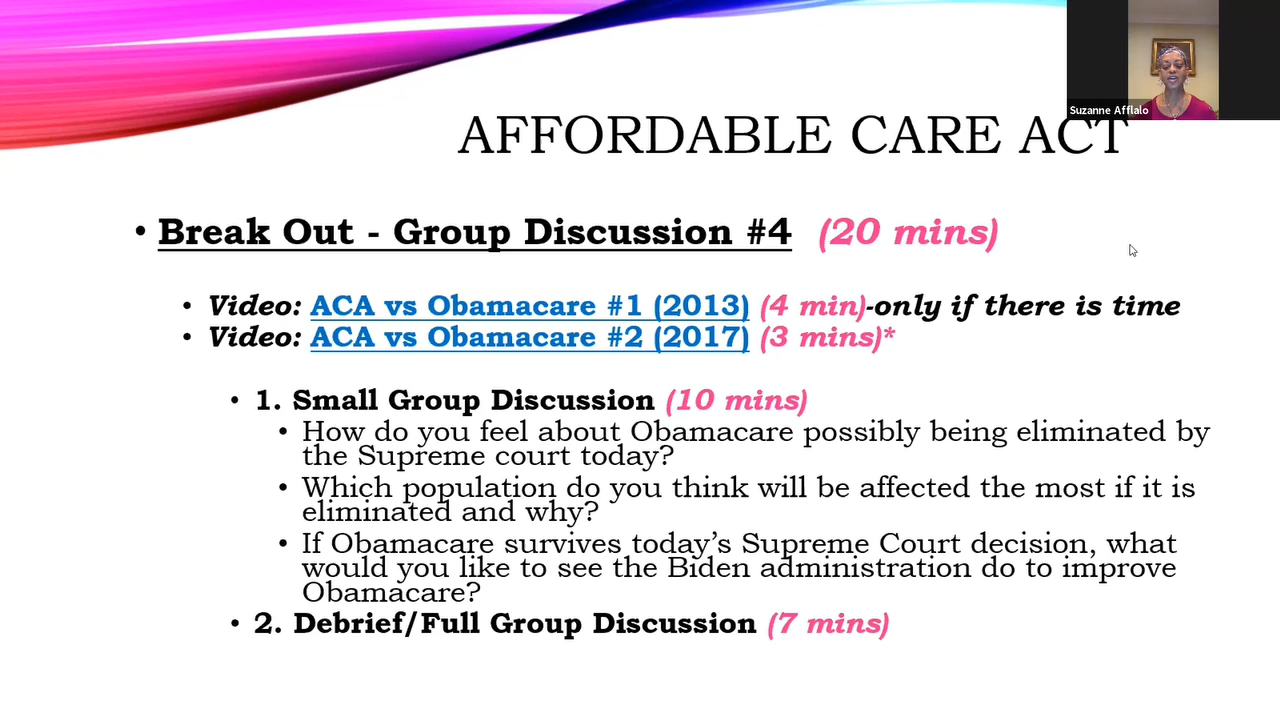 Suzanne Afflalo
AFFORDABLE CARE ACT
• Break Out - Group Discussion #4 (20 mins)
• Video: ACA vs Obamacare #1 (2013) (4 min)-only if there is time
• Video: ACA vs Obamacare #2 (2017) (3 mins)*
• 1. Small Group Discussion (10 mins)
• How do you feel about Obamacare possibly being eliminated by
the Supreme court today?
• Which population do you think will be affected the most if it is
eliminated and why?
• If Obamacare survives today’s Supreme Court decision, what
would you like to see the Biden administration do to improve
Obamacare?
• 2. Debrief/Full Group Discussion (7 mins)